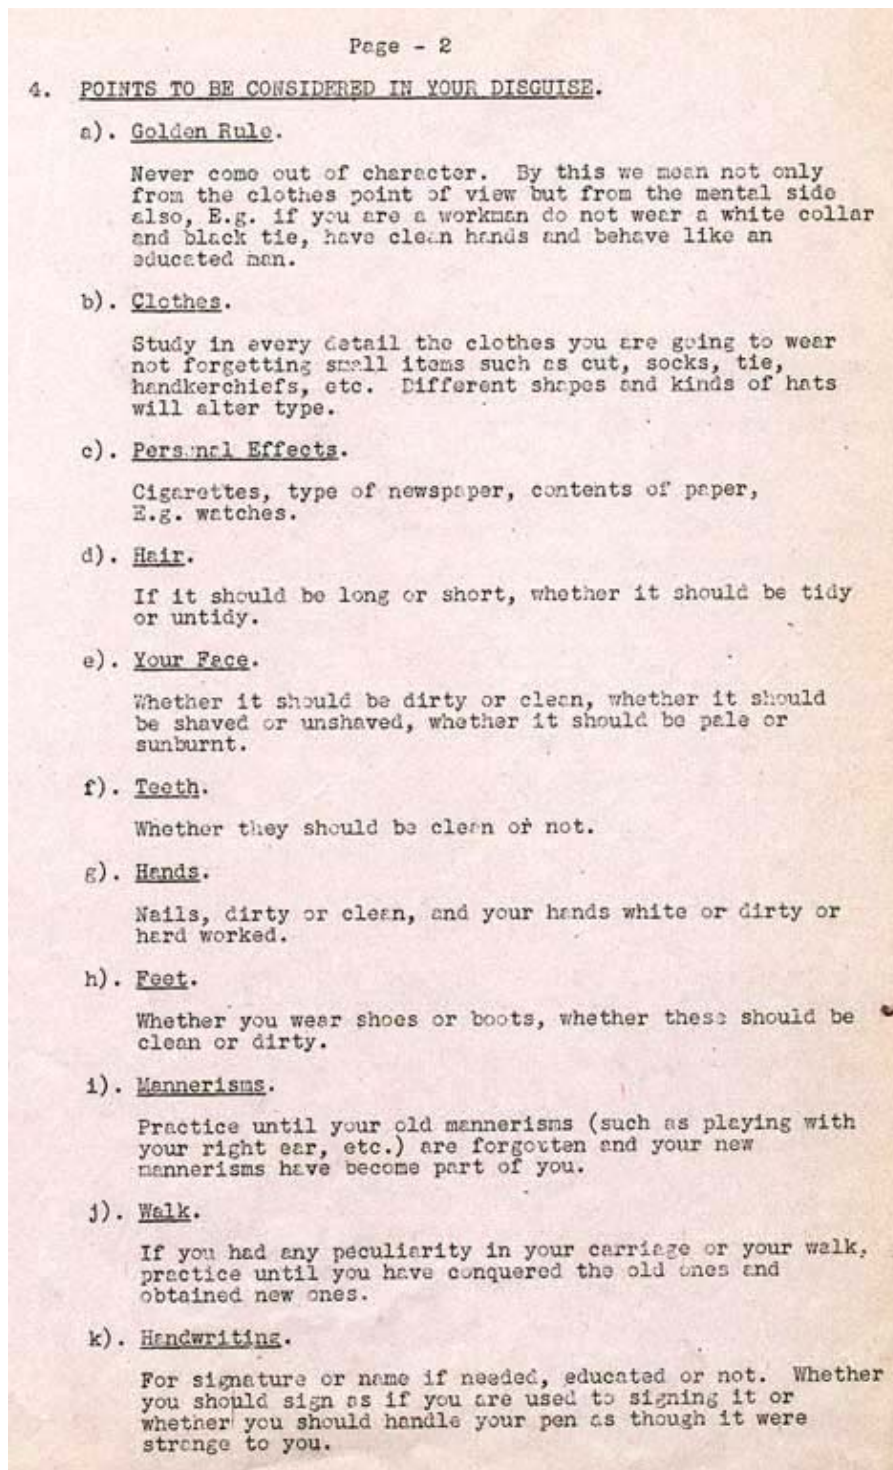 Page - 2
4. POINTS TO BE CONSIDERED IN YOUR DISGUISE.
a). Golden Rule.
Never come out of character. By this we mean not only
from the clothes point of view but from the mental side
also, E.g. if you are a workman do not wear a white collar
and black tie, have clean hands and behave like an
educated man.
b). Clothes.
Study in every detail the clothes you are going to wear
not forgetting small items such as cut, socks, tie,
handkerchiefs, etc. Different shapes and kinds of hats
will alter type.
c). Personal Effects.
Cigarettes, type of newspaper, contents of paper,
E.g. watches.
d). Hair.
If it should be long or short, whether it should be tidy
or untidy.
e). Your Face.
Whether it should be dirty or clean, whether it should
be shaved or unshaved, whether it should be pale or
sunburnt.
f). Teeth.
Whether they should be clean or not.
g). Hands.
Nails, dirty or clean, and your hands white or dirty or
hard worked.
h). Feet.
Whether you wear shoes or boots, whether these should be
clean or dirty.
i). Mannerisms.
Practice until your old mannerisms (such as playing with
your right ear, etc.) are forgotten and your new
mannerisms have become part of you.
j). Walk.
If you had any peculiarity in your carriage or your walk,
practice until you have conquered the old ones and
obtained new ones.
k). Handwriting.
For signature or name if needed, educated or not. Whether
you should sign as if you are used to signing it or
whether you should handle your pen as though it were
strange to you.